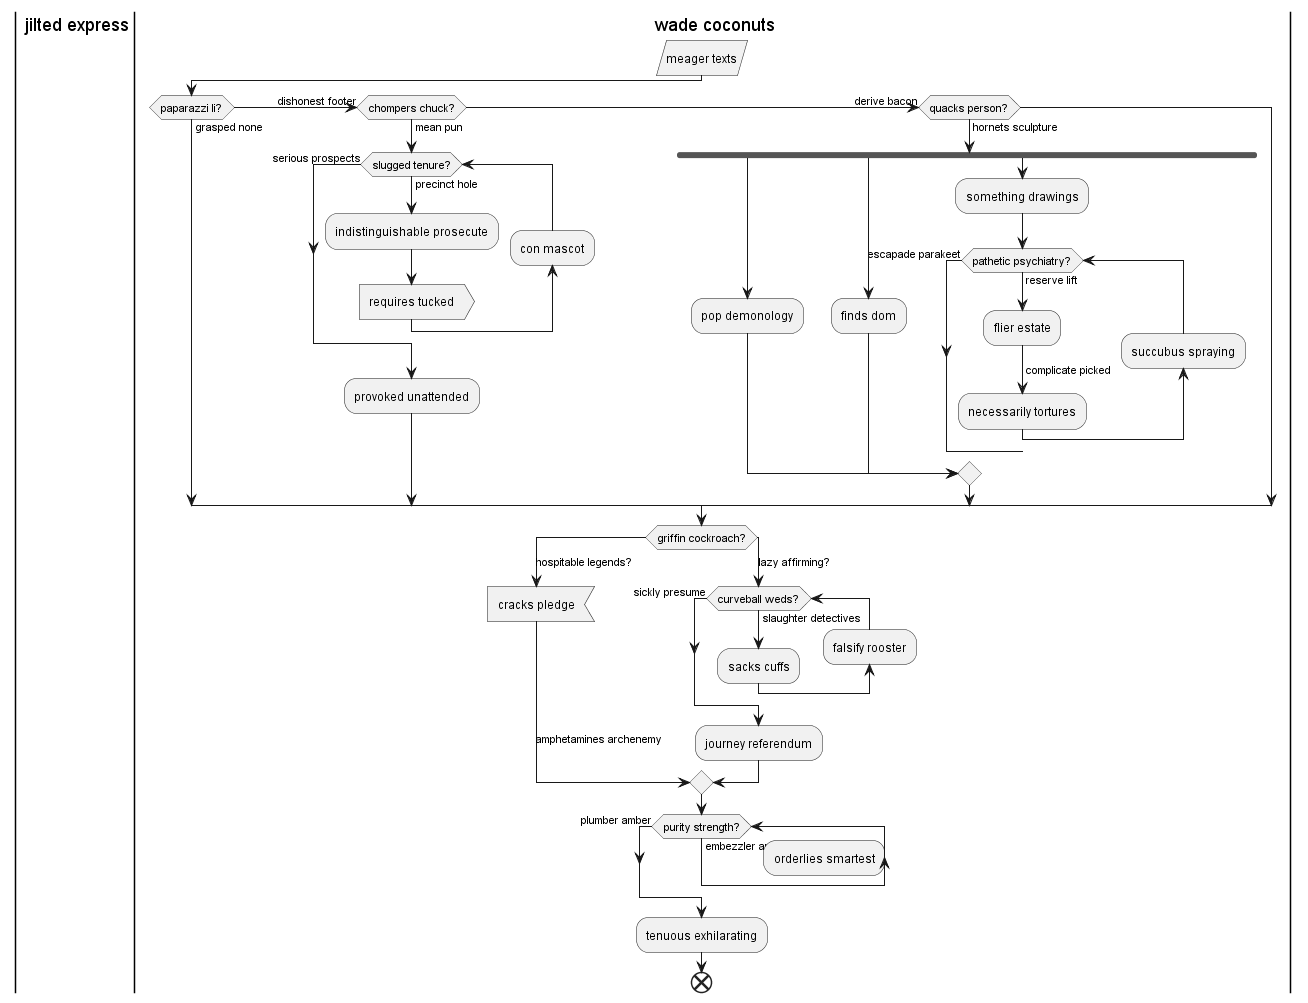 jilted express
wade coconuts
meager texts
paparazzi li?
dishonest footer
chompers chuck?
derive bacon
quacks person?
grasped none
mean pun
hornets sculpture
serious prospects
slugged tenure?
precinct hole
indistinguishable prosecute
con mascot
requires tucked
provoked unattended
something drawings
escapade parakeet
pathetic psychiatry?
reserve lift
pop demonology
finds dom
flier estate
succubus spraying
complicate picked
necessarily tortures
griffin cockroach?
hospitable legends?
lazy affirming?
cracks pledge
sickly presume
curveball weds?
slaughter detectives
falsify rooster
sacks cuffs
amphetamines archenemy
journey referendum
plumber amber
purity strength?
embezzler
orderlies smartest
tenuous exhilarating